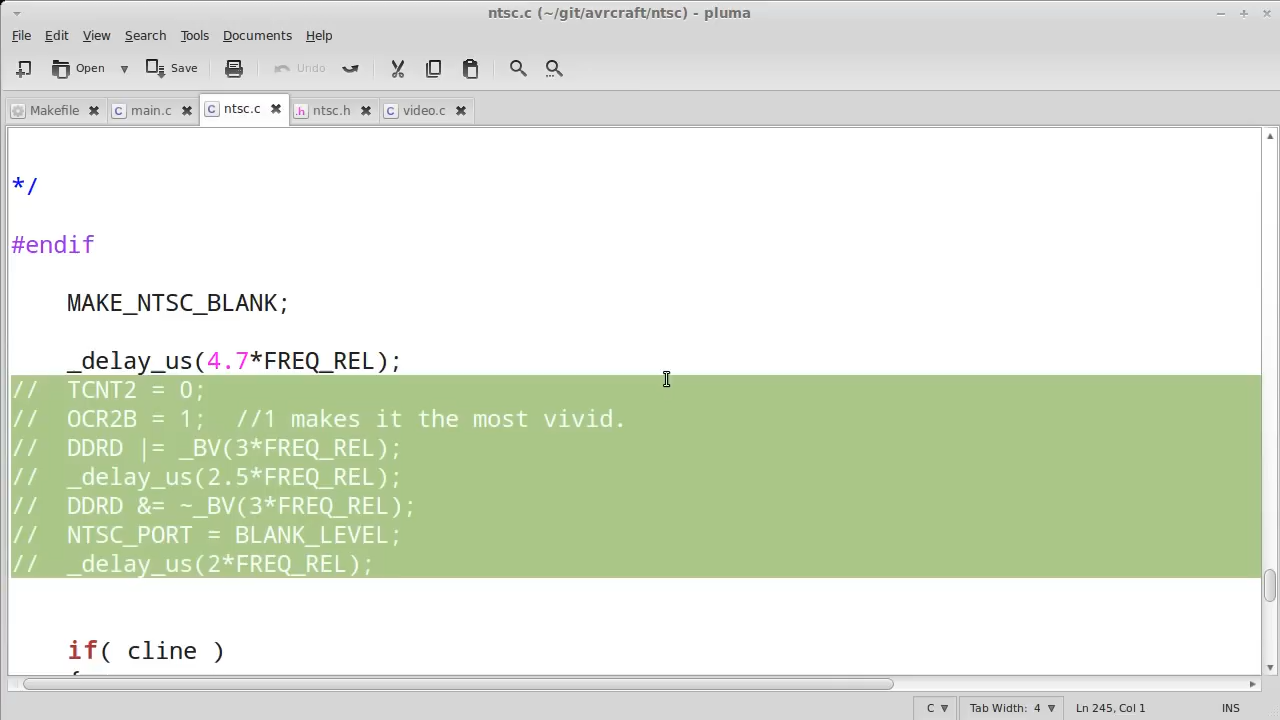 ntsc.c (~/git/avrcraft/ntsc) - pluma
File Edit View Search Tools Documents Help
Open Save Undo
Makefile main.c ntsc.c ntsc.h video.c
*/
#endif
MAKE_NTSC_BLANK;
_delay_us(4.7*FREQ_REL);
// TCNT2 = 0;
// OCR2B = 1; //1 makes it the most vivid.
// DDRD |= _BV(3*FREQ_REL);
// _delay_us(2.5*FREQ_REL);
// DDRD &= ~_BV(3*FREQ_REL);
// NTSC_PORT = BLANK_LEVEL;
// _delay_us(2*FREQ_REL);
if( cline )
C Tab Width: 4 Ln 245, Col 1 INS